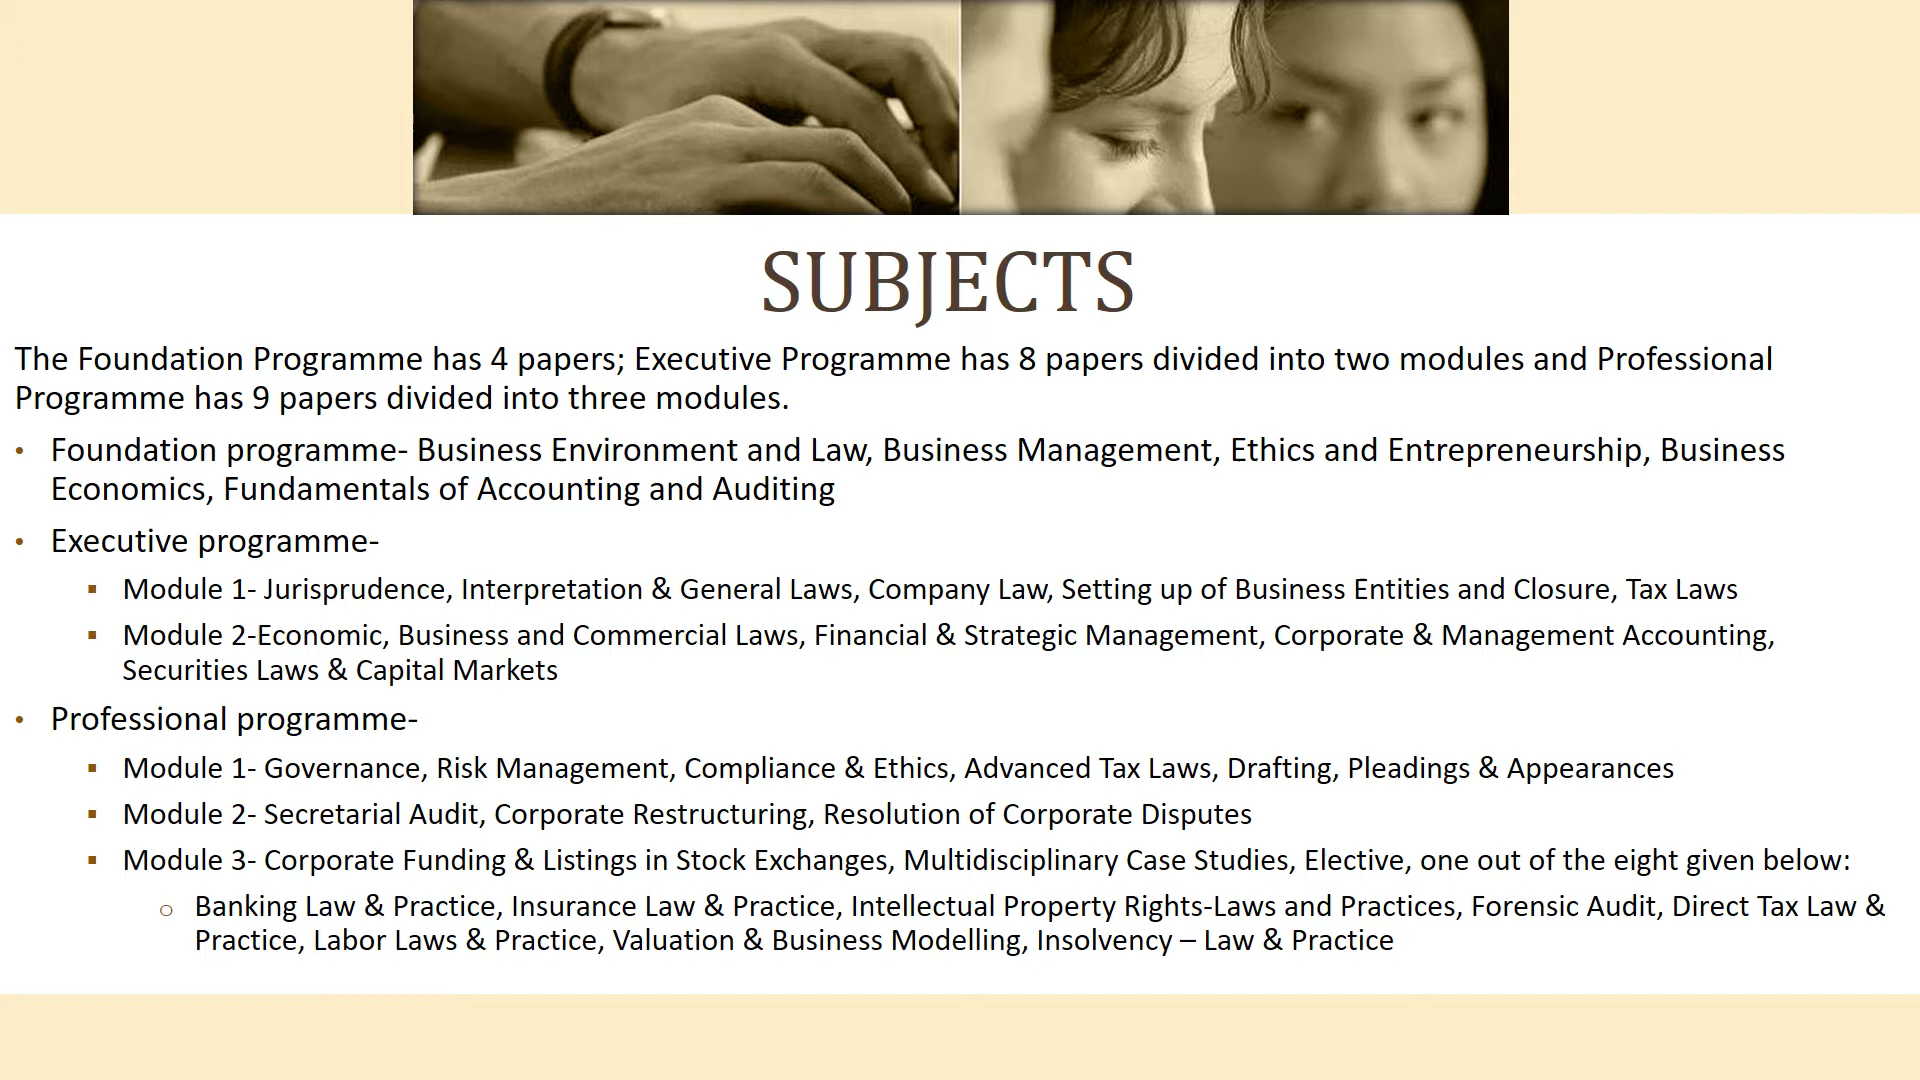 SUBJECTS
The Foundation Programme has 4 papers; Executive Programme has 8 papers divided into two modules and Professional
Programme has 9 papers divided into three modules.
• Foundation programme- Business Environment and Law, Business Management, Ethics and Entrepreneurship, Business
Economics, Fundamentals of Accounting and Auditing
• Executive programme-
▪ Module 1- Jurisprudence, Interpretation & General Laws, Company Law, Setting up of Business Entities and Closure, Tax Laws
▪ Module 2-Economic, Business and Commercial Laws, Financial & Strategic Management, Corporate & Management Accounting,
Securities Laws & Capital Markets
• Professional programme-
▪ Module 1- Governance, Risk Management, Compliance & Ethics, Advanced Tax Laws, Drafting, Pleadings & Appearances
▪ Module 2- Secretarial Audit, Corporate Restructuring, Resolution of Corporate Disputes
▪ Module 3- Corporate Funding & Listings in Stock Exchanges, Multidisciplinary Case Studies, Elective, one out of the eight given below:
○ Banking Law & Practice, Insurance Law & Practice, Intellectual Property Rights-Laws and Practices, Forensic Audit, Direct Tax Law &
Practice, Labor Laws & Practice, Valuation & Business Modelling, Insolvency – Law & Practice